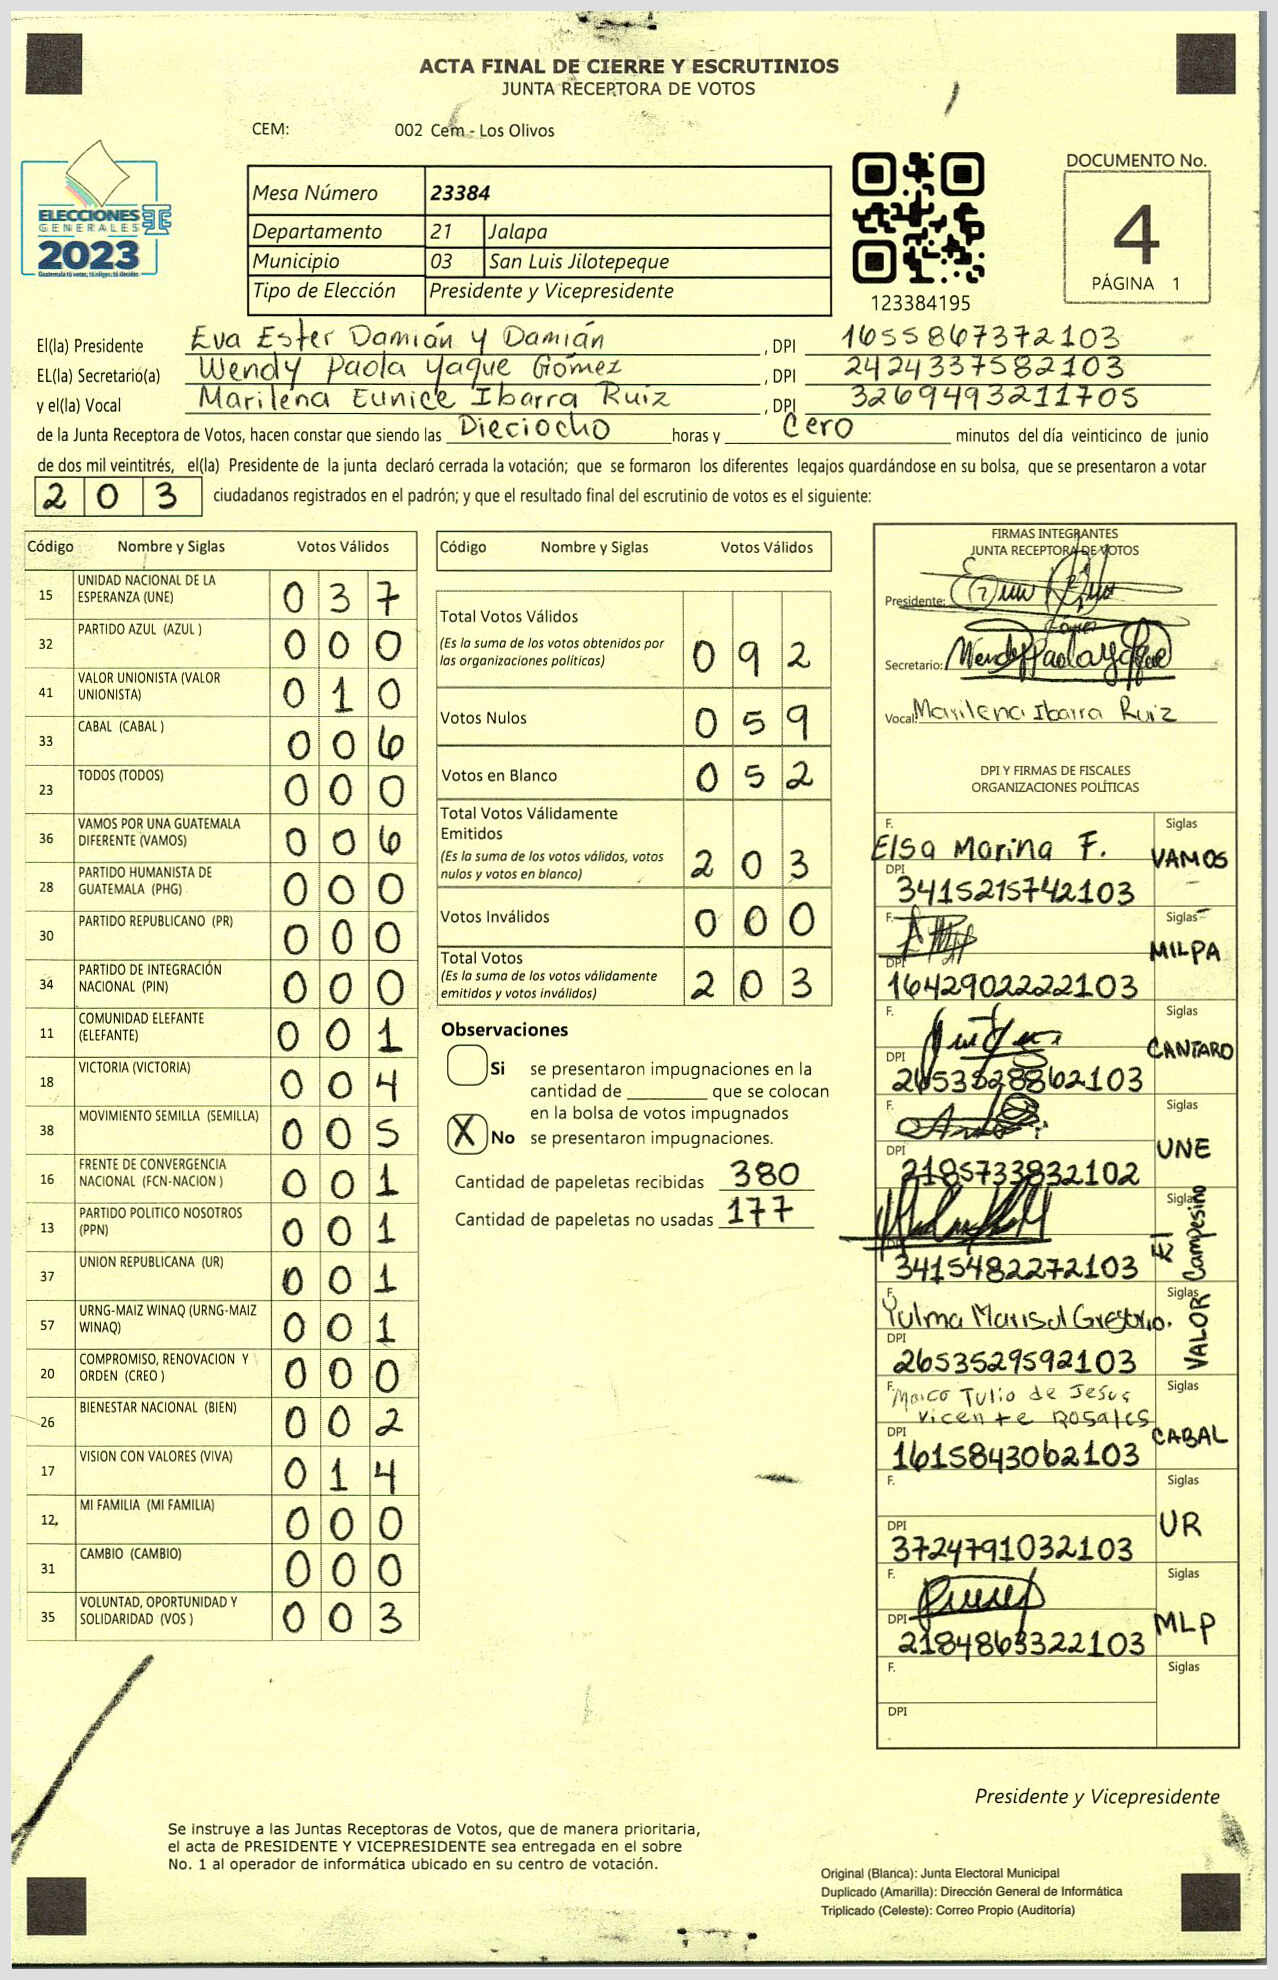 ACTA FINAL DE CIERRE Y ESCRUTINIOS
JUNTA RECEPTORA DE VOTOS
CEM: 002 Cem - Los Olivos
ELECCIONES
GENERALES
2023
Guatemala tú votas, tú eliges, tú decides
Mesa Número 23384
Departamento 21 Jalapa
Municipio 03 San Luis Jilotepeque
Tipo de Elección Presidente y Vicepresidente
123384195
DOCUMENTO No.
4
PÁGINA 1
El(la) Presidente Eva Ester Damián y Damián , DPI 1655867372103
EL(la) Secretario(a) Wendy Paola Yaque Gómez , DPI 2424337582103
y el(la) Vocal Marilena Eunice Ibarra Ruiz , DPI 3269493211705
de la Junta Receptora de Votos, hacen constar que siendo las Dieciocho horas y Cero minutos del día veinticinco de junio
de dos mil veintitrés, el(la) Presidente de la junta declaró cerrada la votación; que se formaron los diferentes legajos guardándose en su bolsa, que se presentaron a votar
2 0 3 ciudadanos registrados en el padrón; y que el resultado final del escrutinio de votos es el siguiente:
Código Nombre y Siglas Votos Válidos
15 UNIDAD NACIONAL DE LA ESPERANZA (UNE) 0 3 7
32 PARTIDO AZUL (AZUL ) 0 0 0
41 VALOR UNIONISTA (VALOR UNIONISTA) 0 1 0
33 CABAL (CABAL ) 0 0 6
23 TODOS (TODOS) 0 0 0
36 VAMOS POR UNA GUATEMALA DIFERENTE (VAMOS) 0 0 6
28 PARTIDO HUMANISTA DE GUATEMALA (PHG) 0 0 0
30 PARTIDO REPUBLICANO (PR) 0 0 0
34 PARTIDO DE INTEGRACIÓN NACIONAL (PIN) 0 0 0
11 COMUNIDAD ELEFANTE (ELEFANTE) 0 0 1
18 VICTORIA (VICTORIA) 0 0 4
38 MOVIMIENTO SEMILLA (SEMILLA) 0 0 5
16 FRENTE DE CONVERGENCIA NACIONAL (FCN-NACION ) 0 0 1
13 PARTIDO POLITICO NOSOTROS (PPN) 0 0 1
37 UNION REPUBLICANA (UR) 0 0 1
57 URNG-MAIZ WINAQ (URNG-MAIZ WINAQ) 0 0 1
20 COMPROMISO, RENOVACION Y ORDEN (CREO ) 0 0 0
26 BIENESTAR NACIONAL (BIEN) 0 0 2
17 VISION CON VALORES (VIVA) 0 1 4
12 MI FAMILIA (MI FAMILIA) 0 0 0
31 CAMBIO (CAMBIO) 0 0 0
35 VOLUNTAD, OPORTUNIDAD Y SOLIDARIDAD (VOS ) 0 0 3
Código Nombre y Siglas Votos Válidos
Total Votos Válidos
(Es la suma de los votos obtenidos por
las organizaciones políticas) 0 9 2
Votos Nulos 0 5 9
Votos en Blanco 0 5 2
Total Votos Válidamente
Emitidos
(Es la suma de los votos válidos, votos
nulos y votos en blanco) 2 0 3
Votos Inválidos 0 0 0
Total Votos
(Es la suma de los votos válidamente
emitidos y votos inválidos) 2 0 3
Observaciones
Si se presentaron impugnaciones en la
cantidad de ________ que se colocan
en la bolsa de votos impugnados
X No se presentaron impugnaciones.
Cantidad de papeletas recibidas 380
Cantidad de papeletas no usadas 177
FIRMAS INTEGRANTES
JUNTA RECEPTORA DE VOTOS
Presidente:
Secretario: Wendy Paola Yaque
Vocal: Marilena Ibarra Ruiz
DPI Y FIRMAS DE FISCALES
ORGANIZACIONES POLÍTICAS
F. Elsa Marina F. Siglas VAMOS
DPI 3415215742103
F. Siglas MILPA
DPI 1642902222103
F. Siglas CANTARO
DPI 2653528862103
F. Siglas UNE
DPI 2185733832102
Siglas El Campesino
DPI 3415482272103
F. Yulma Marisol Gregorio. Siglas VALOR
DPI 2653529592103
F. Marco Tulio de Jesus Siglas CABAL
Vicente Rosales
DPI 1615843062103
F. Siglas UR
DPI 3724791032103
F. Siglas MLP
DPI 2184863322103
F. Siglas
DPI
Presidente y Vicepresidente
Se instruye a las Juntas Receptoras de Votos, que de manera prioritaria,
el acta de PRESIDENTE Y VICEPRESIDENTE sea entregada en el sobre
No. 1 al operador de informática ubicado en su centro de votación.
Original (Blanca): Junta Electoral Municipal
Duplicado (Amarilla): Dirección General de Informática
Triplicado (Celeste): Correo Propio (Auditoría)